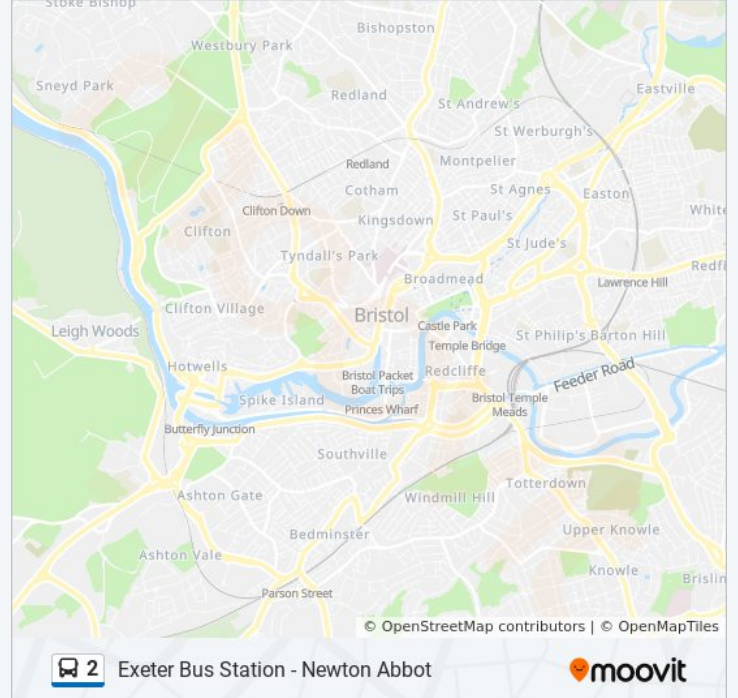 Stoke Bishop
Bishopston
Westbury Park
Sneyd Park
Eastville
Redland
St Andrew's
St Werburgh's
Redland
Montpelier
Cotham
St Agnes
Easton
Clifton Down
Kingsdown
St Paul's
White
Clifton
St Jude's
Tyndall's Park
Redfi
Broadmead
Lawrence Hill
Clifton Village
Bristol
Castle Park
Leigh Woods
St Philip's
Barton Hill
Temple Bridge
Hotwells
Redcliffe
Feeder Road
Bristol Packet
Boat Trips
Spike Island
Bristol Temple
Meads
Princes Wharf
Butterfly Junction
Southville
Totterdown
Ashton Gate
Windmill Hill
Bedminster
Upper Knowle
Ashton Vale
Knowle
Brislin
Parson Street
© OpenStreetMap contributors | © OpenMapTiles
2 Exeter Bus Station - Newton Abbot
moovit